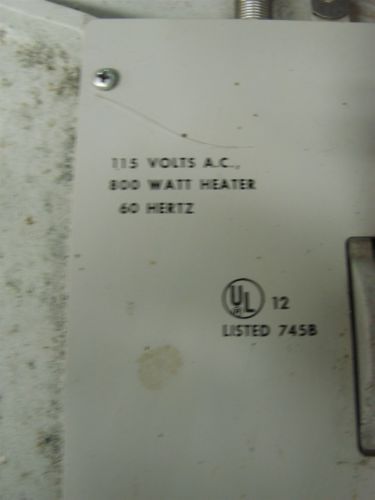 115 VOLTS A.C.,
800 WATT HEATER
60 HERTZ
UL 12
LISTED 745B